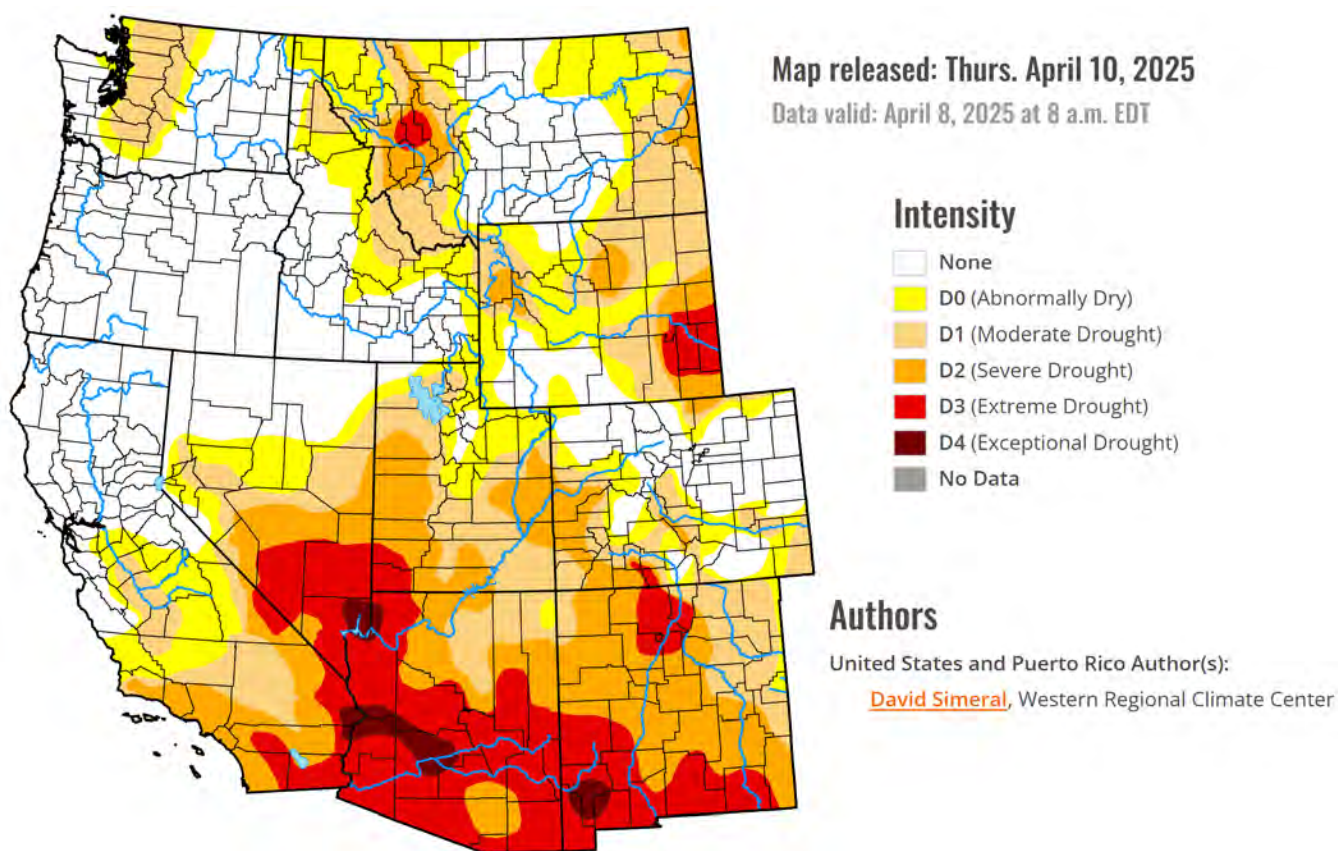 Map released: Thurs. April 10, 2025
Data valid: April 8, 2025 at 8 a.m. EDT
Intensity
None
D0 (Abnormally Dry)
D1 (Moderate Drought)
D2 (Severe Drought)
D3 (Extreme Drought)
D4 (Exceptional Drought)
No Data
Authors
United States and Puerto Rico Author(s):
David Simeral, Western Regional Climate Center